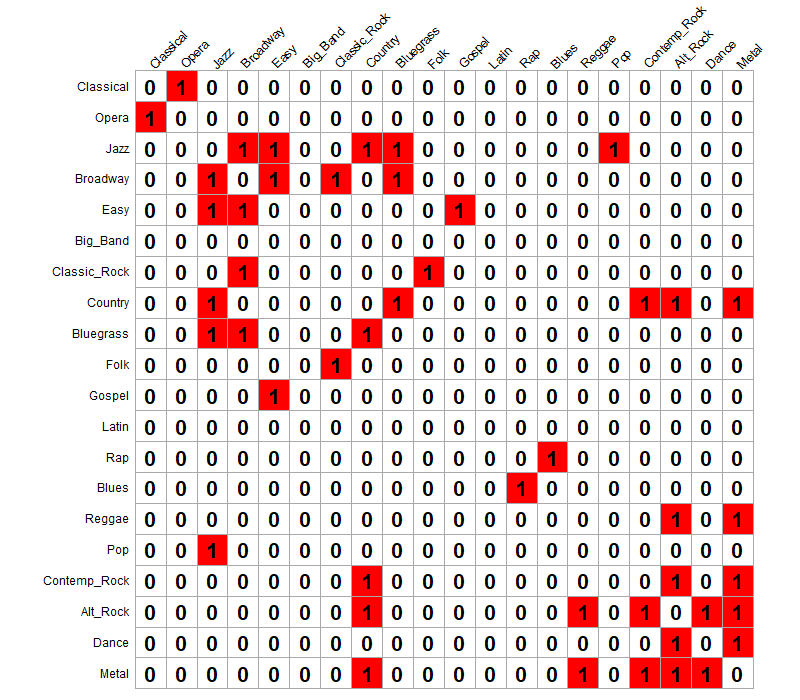 Classical Opera Jazz Broadway Easy Big_Band Classic_Rock Country Bluegrass Folk Gospel Latin Rap Blues Reggae Pop Contemp_Rock Alt_Rock Dance Metal
Classical 0 1 0 0 0 0 0 0 0 0 0 0 0 0 0 0 0 0 0 0
Opera 1 0 0 0 0 0 0 0 0 0 0 0 0 0 0 0 0 0 0 0
Jazz 0 0 0 1 1 0 0 1 1 0 0 0 0 0 0 1 0 0 0 0
Broadway 0 0 1 0 1 0 1 0 1 0 0 0 0 0 0 0 0 0 0 0
Easy 0 0 1 1 0 0 0 0 0 0 1 0 0 0 0 0 0 0 0 0
Big_Band 0 0 0 0 0 0 0 0 0 0 0 0 0 0 0 0 0 0 0 0
Classic_Rock 0 0 0 1 0 0 0 0 0 1 0 0 0 0 0 0 0 0 0 0
Country 0 0 1 0 0 0 0 0 1 0 0 0 0 0 0 0 1 1 0 1
Bluegrass 0 0 1 1 0 0 0 1 0 0 0 0 0 0 0 0 0 0 0 0
Folk 0 0 0 0 0 0 1 0 0 0 0 0 0 0 0 0 0 0 0 0
Gospel 0 0 0 0 1 0 0 0 0 0 0 0 0 0 0 0 0 0 0 0
Latin 0 0 0 0 0 0 0 0 0 0 0 0 0 0 0 0 0 0 0 0
Rap 0 0 0 0 0 0 0 0 0 0 0 0 0 1 0 0 0 0 0 0
Blues 0 0 0 0 0 0 0 0 0 0 0 0 1 0 0 0 0 0 0 0
Reggae 0 0 0 0 0 0 0 0 0 0 0 0 0 0 0 0 0 1 0 1
Pop 0 0 1 0 0 0 0 0 0 0 0 0 0 0 0 0 0 0 0 0
Contemp_Rock 0 0 0 0 0 0 0 1 0 0 0 0 0 0 0 0 0 1 0 1
Alt_Rock 0 0 0 0 0 0 0 1 0 0 0 0 0 0 1 0 1 0 1 1
Dance 0 0 0 0 0 0 0 0 0 0 0 0 0 0 0 0 0 1 0 1
Metal 0 0 0 0 0 0 0 1 0 0 0 0 0 0 1 0 1 1 1 0